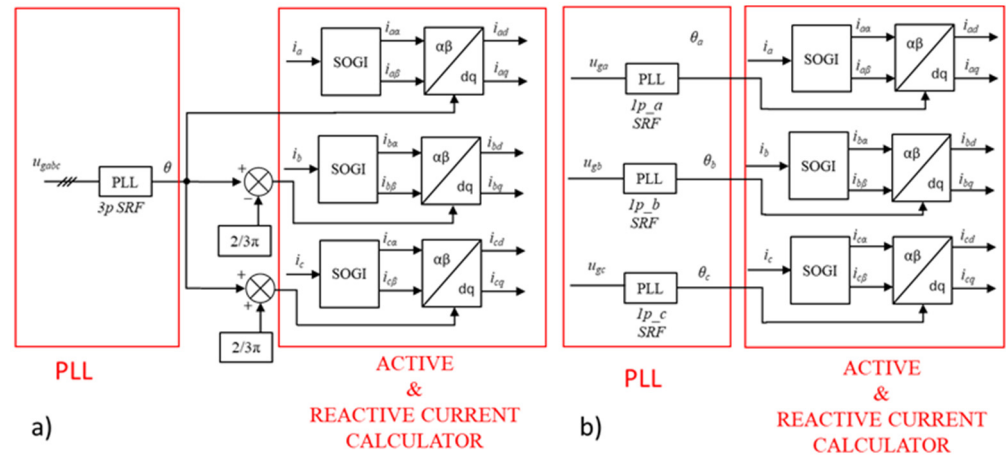 i_a
SOGI
i_aα
i_aβ
αβ
dq
i_ad
i_aq
u_gabc
PLL
3p SRF
θ
+
−
2/3π
i_b
SOGI
i_bα
i_bβ
αβ
dq
i_bd
i_bq
+
+
2/3π
i_c
SOGI
i_cα
i_cβ
αβ
dq
i_cd
i_cq
PLL
ACTIVE
&
REACTIVE CURRENT
CALCULATOR
a)
u_ga
PLL
1p_a
SRF
θ_a
i_a
SOGI
i_aα
i_aβ
αβ
dq
i_ad
i_aq
u_gb
PLL
1p_b
SRF
θ_b
i_b
SOGI
i_bα
i_bβ
αβ
dq
i_bd
i_bq
u_gc
PLL
1p_c
SRF
θ_c
i_c
SOGI
i_cα
i_cβ
αβ
dq
i_cd
i_cq
PLL
ACTIVE
&
REACTIVE CURRENT
CALCULATOR
b)